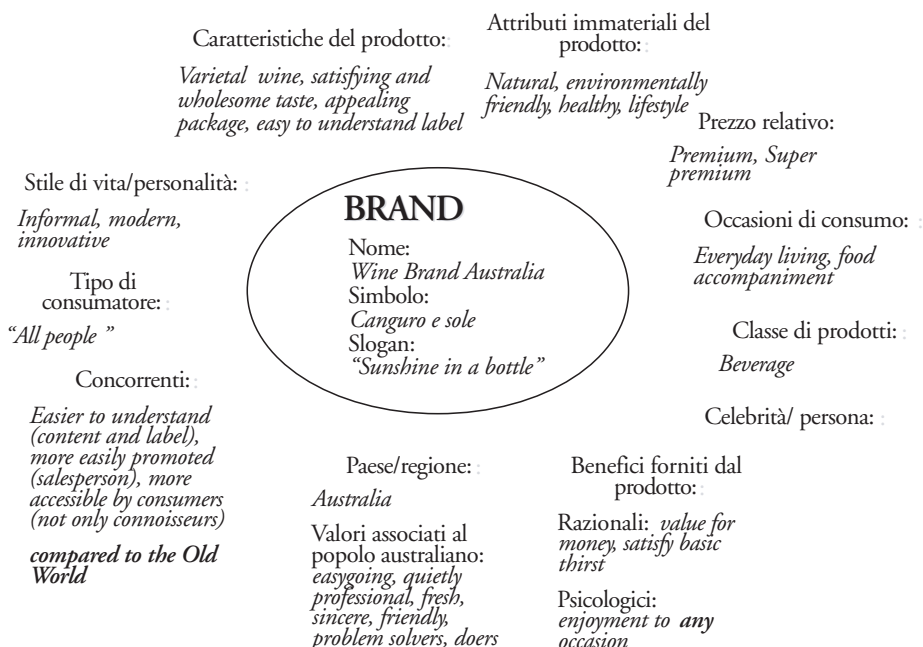 Caratteristiche del prodotto:
Varietal wine, satisfying and
wholesome taste, appealing
package, easy to understand label
Attributi immateriali del
prodotto:
Natural, environmentally
friendly, healthy, lifestyle
Prezzo relativo:
Premium, Super
premium
Stile di vita/personalità:
Informal, modern,
innovative
BRAND
Nome:
Wine Brand Australia
Simbolo:
Canguro e sole
Slogan:
“Sunshine in a bottle”
Occasioni di consumo:
Everyday living, food
accompaniment
Tipo di
consumatore:
“All people ”
Classe di prodotti:
Beverage
Concorrenti:
Easier to understand
(content and label),
more easily promoted
(salesperson), more
accessible by consumers
(not only connoisseurs)
compared to the Old
World
Celebrità/ persona:
Paese/regione:
Australia
Valori associati al
popolo australiano:
easygoing, quietly
professional, fresh,
sincere, friendly,
problem solvers, doers
Benefici forniti dal
prodotto:
Razionali: value for
money, satisfy basic
thirst
Psicologici:
enjoyment to any
occasion